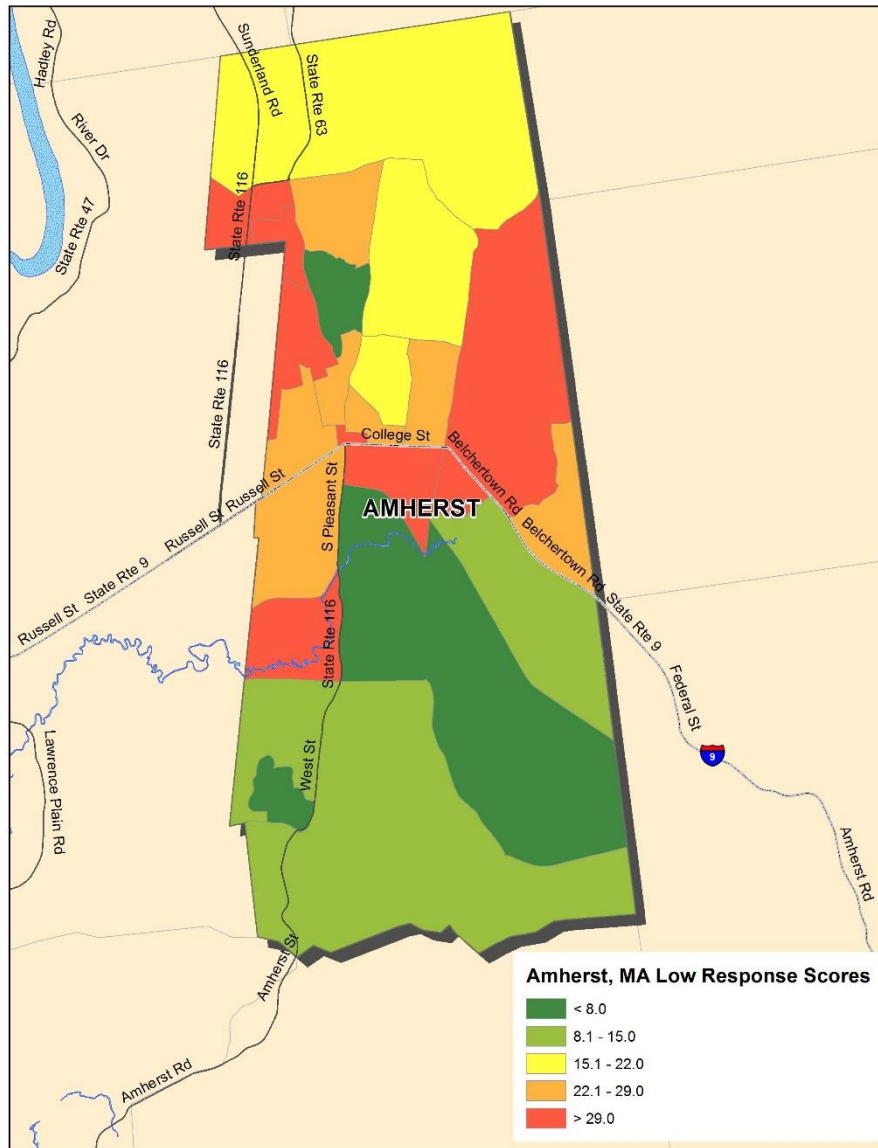 Hadley Rd
River Dr
State Rte 47
Sunderland Rd
State Rte 63
State Rte 116
State Rte 116
State Rte 116
College St
Belchertown Rd
Belchertown Rd
State Rte 9
S Pleasant St
AMHERST
Russell St
Russell St
State Rte 9
Russell St
State Rte 116
West St
Federal St
9
Amherst Rd
Lawrence Plain Rd
Amherst St
Amherst Rd
Amherst, MA Low Response Scores
< 8.0
8.1 - 15.0
15.1 - 22.0
22.1 - 29.0
> 29.0